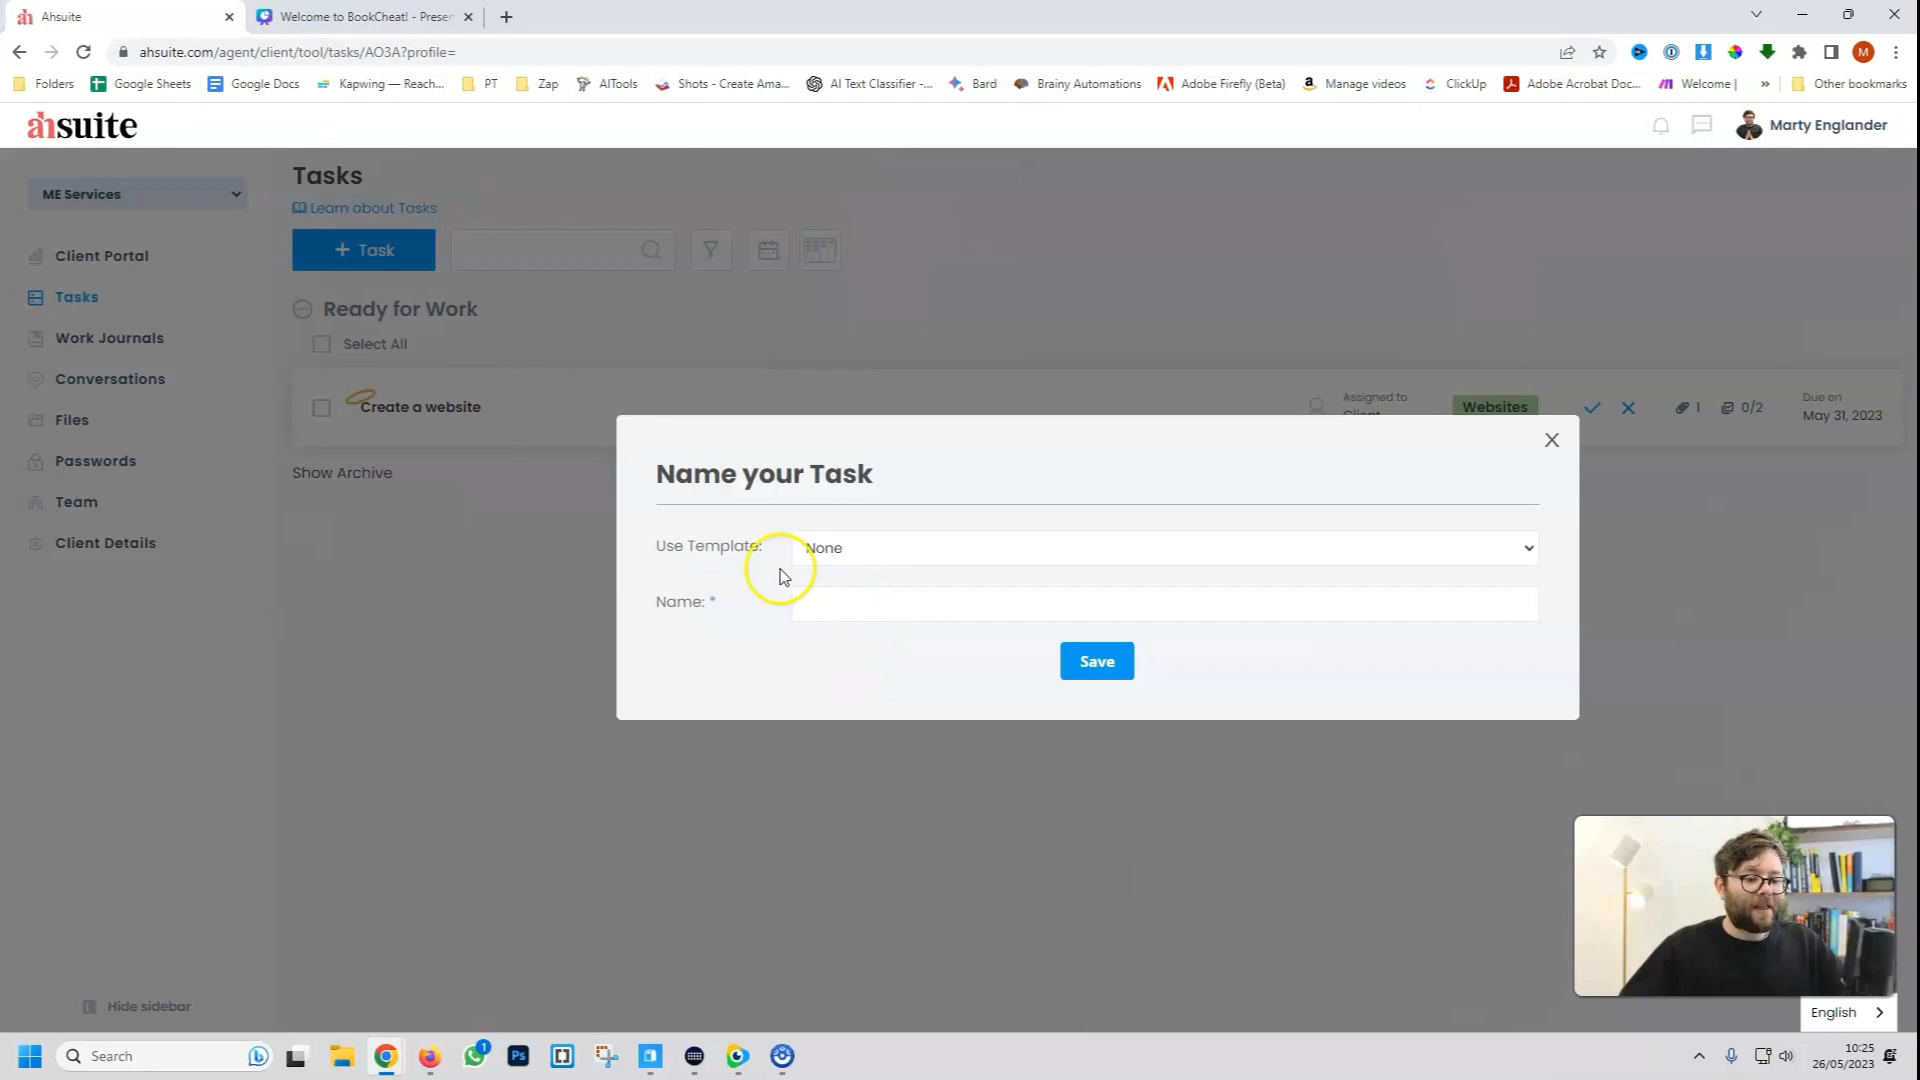 Ahsuite
Welcome to BookCheat! - Presen
ahsuite.com/agent/client/tool/tasks/AO3A?profile=
M
Folders
Google Sheets
Google Docs
Kapwing — Reach...
PT
Zap
AITools
Shots - Create Ama...
AI Text Classifier -...
Bard
Brainy Automations
Adobe Firefly (Beta)
Manage videos
ClickUp
Adobe Acrobat Doc...
Welcome |
»
Other bookmarks
ahsuite
Marty Englander
ME Services
Client Portal
Tasks
Work Journals
Conversations
Files
Passwords
Team
Client Details
Hide sidebar
Tasks
Learn about Tasks
+ Task
Ready for Work
Select All
Create a website
Assigned to
Client
Websites
1
0/2
Due on
May 31, 2023
Show Archive
Name your Task
Use Template:
None
Name: *
Save
English
Search
1
Ps
10:25
26/05/2023